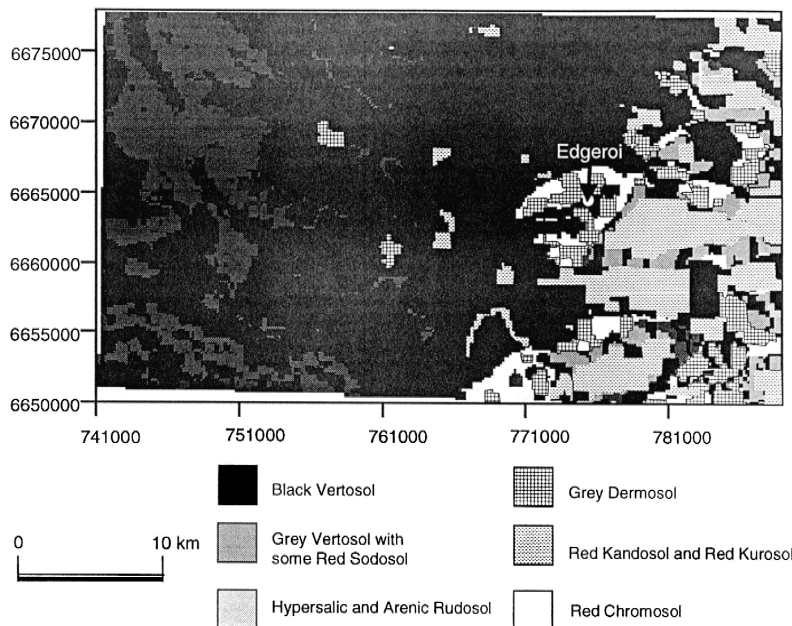 6675000
6670000
Edgeroi
6665000
6660000
6655000
6650000
741000 751000 761000 771000 781000
Black Vertosol
Grey Dermosol
0 10 km
Grey Vertosol with
some Red Sodosol
Red Kandosol and Red Kurosol
Hypersalic and Arenic Rudosol
Red Chromosol